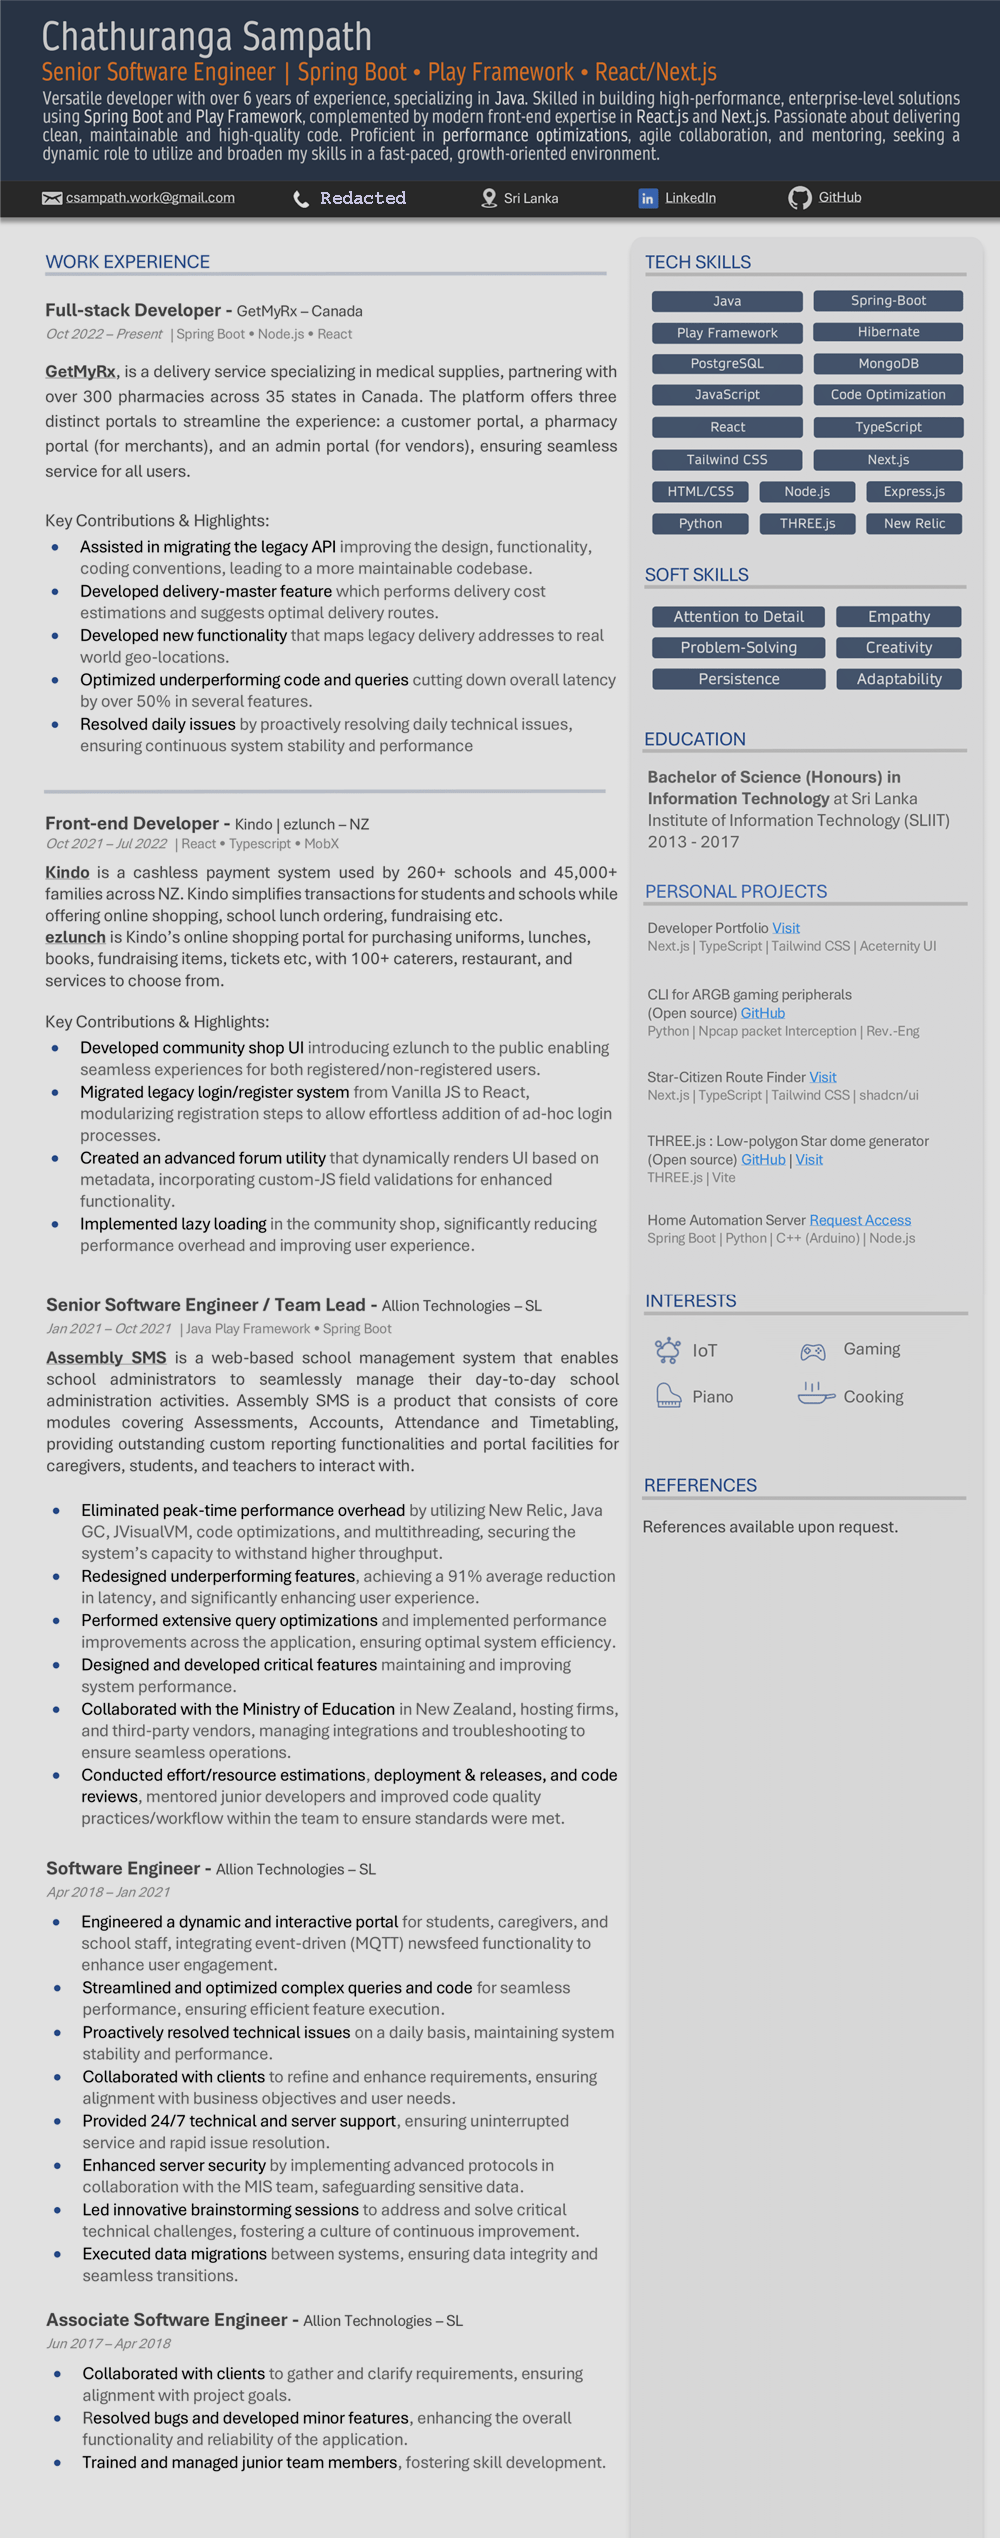 Chathuranga Sampath
Senior Software Engineer | Spring Boot • Play Framework • React/Next.js
Versatile developer with over 6 years of experience, specializing in Java. Skilled in building high-performance, enterprise-level solutions
using Spring Boot and Play Framework, complemented by modern front-end expertise in React.js and Next.js. Passionate about delivering
clean, maintainable and high-quality code. Proficient in performance optimizations, agile collaboration, and mentoring, seeking a
dynamic role to utilize and broaden my skills in a fast-paced, growth-oriented environment.
csampath.work@gmail.com
Redacted
Sri Lanka
LinkedIn
GitHub
WORK EXPERIENCE
Full-stack Developer - GetMyRx – Canada
Oct 2022 – Present | Spring Boot • Node.js • React
GetMyRx, is a delivery service specializing in medical supplies, partnering with
over 300 pharmacies across 35 states in Canada. The platform offers three
distinct portals to streamline the experience: a customer portal, a pharmacy
portal (for merchants), and an admin portal (for vendors), ensuring seamless
service for all users.
Key Contributions & Highlights:
• Assisted in migrating the legacy API improving the design, functionality,
coding conventions, leading to a more maintainable codebase.
• Developed delivery-master feature which performs delivery cost
estimations and suggests optimal delivery routes.
• Developed new functionality that maps legacy delivery addresses to real
world geo-locations.
• Optimized underperforming code and queries cutting down overall latency
by over 50% in several features.
• Resolved daily issues by proactively resolving daily technical issues,
ensuring continuous system stability and performance
Front-end Developer - Kindo | ezlunch – NZ
Oct 2021 – Jul 2022 | React • Typescript • MobX
Kindo is a cashless payment system used by 260+ schools and 45,000+
families across NZ. Kindo simplifies transactions for students and schools while
offering online shopping, school lunch ordering, fundraising etc.
ezlunch is Kindo's online shopping portal for purchasing uniforms, lunches,
books, fundraising items, tickets etc, with 100+ caterers, restaurant, and
services to choose from.
Key Contributions & Highlights:
• Developed community shop UI introducing ezlunch to the public enabling
seamless experiences for both registered/non-registered users.
• Migrated legacy login/register system from Vanilla JS to React,
modularizing registration steps to allow effortless addition of ad-hoc login
processes.
• Created an advanced forum utility that dynamically renders UI based on
metadata, incorporating custom-JS field validations for enhanced
functionality.
• Implemented lazy loading in the community shop, significantly reducing
performance overhead and improving user experience.
Senior Software Engineer / Team Lead - Allion Technologies – SL
Jan 2021 – Oct 2021 | Java Play Framework • Spring Boot
Assembly SMS is a web-based school management system that enables
school administrators to seamlessly manage their day-to-day school
administration activities. Assembly SMS is a product that consists of core
modules covering Assessments, Accounts, Attendance and Timetabling,
providing outstanding custom reporting functionalities and portal facilities for
caregivers, students, and teachers to interact with.
• Eliminated peak-time performance overhead by utilizing New Relic, Java
GC, JVisualVM, code optimizations, and multithreading, securing the
system's capacity to withstand higher throughput.
• Redesigned underperforming features, achieving a 91% average reduction
in latency, and significantly enhancing user experience.
• Performed extensive query optimizations and implemented performance
improvements across the application, ensuring optimal system efficiency.
• Designed and developed critical features maintaining and improving
system performance.
• Collaborated with the Ministry of Education in New Zealand, hosting firms,
and third-party vendors, managing integrations and troubleshooting to
ensure seamless operations.
• Conducted effort/resource estimations, deployment & releases, and code
reviews, mentored junior developers and improved code quality
practices/workflow within the team to ensure standards were met.
Software Engineer - Allion Technologies – SL
Apr 2018 – Jan 2021
• Engineered a dynamic and interactive portal for students, caregivers, and
school staff, integrating event-driven (MQTT) newsfeed functionality to
enhance user engagement.
• Streamlined and optimized complex queries and code for seamless
performance, ensuring efficient feature execution.
• Proactively resolved technical issues on a daily basis, maintaining system
stability and performance.
• Collaborated with clients to refine and enhance requirements, ensuring
alignment with business objectives and user needs.
• Provided 24/7 technical and server support, ensuring uninterrupted
service and rapid issue resolution.
• Enhanced server security by implementing advanced protocols in
collaboration with the MIS team, safeguarding sensitive data.
• Led innovative brainstorming sessions to address and solve critical
technical challenges, fostering a culture of continuous improvement.
• Executed data migrations between systems, ensuring data integrity and
seamless transitions.
Associate Software Engineer - Allion Technologies – SL
Jun 2017 – Apr 2018
• Collaborated with clients to gather and clarify requirements, ensuring
alignment with project goals.
• Resolved bugs and developed minor features, enhancing the overall
functionality and reliability of the application.
• Trained and managed junior team members, fostering skill development.
TECH SKILLS
Java
Spring-Boot
Play Framework
Hibernate
PostgreSQL
MongoDB
JavaScript
Code Optimization
React
TypeScript
Tailwind CSS
Next.js
HTML/CSS
Node.js
Express.js
Python
THREE.js
New Relic
SOFT SKILLS
Attention to Detail
Empathy
Problem-Solving
Creativity
Persistence
Adaptability
EDUCATION
Bachelor of Science (Honours) in
Information Technology at Sri Lanka
Institute of Information Technology (SLIIT)
2013 - 2017
PERSONAL PROJECTS
Developer Portfolio Visit
Next.js | TypeScript | Tailwind CSS | Aceternity UI
CLI for ARGB gaming peripherals
(Open source) GitHub
Python | Npcap packet Interception | Rev.-Eng
Star-Citizen Route Finder Visit
Next.js | TypeScript | Tailwind CSS | shadcn/ui
THREE.js : Low-polygon Star dome generator
(Open source) GitHub | Visit
THREE.js | Vite
Home Automation Server Request Access
Spring Boot | Python | C++ (Arduino) | Node.js
INTERESTS
IoT
Gaming
Piano
Cooking
REFERENCES
References available upon request.